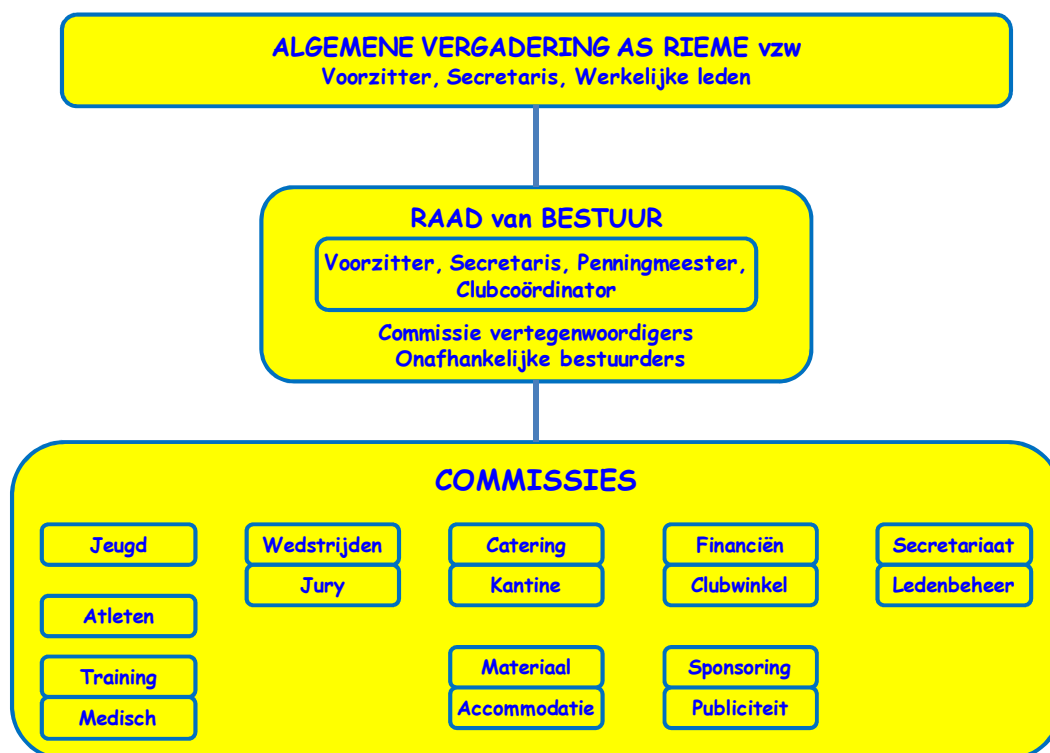 ALGEMENE VERGADERING AS RIEME vzw
Voorzitter, Secretaris, Werkelijke leden
RAAD van BESTUUR
Voorzitter, Secretaris, Penningmeester,
Clubcoördinator
Commissie vertegenwoordigers
Onafhankelijke bestuurders
COMMISSIES
Jeugd
Atleten
Training
Medisch
Wedstrijden
Jury
Catering
Kantine
Materiaal
Accommodatie
Financiën
Clubwinkel
Sponsoring
Publiciteit
Secretariaat
Ledenbeheer